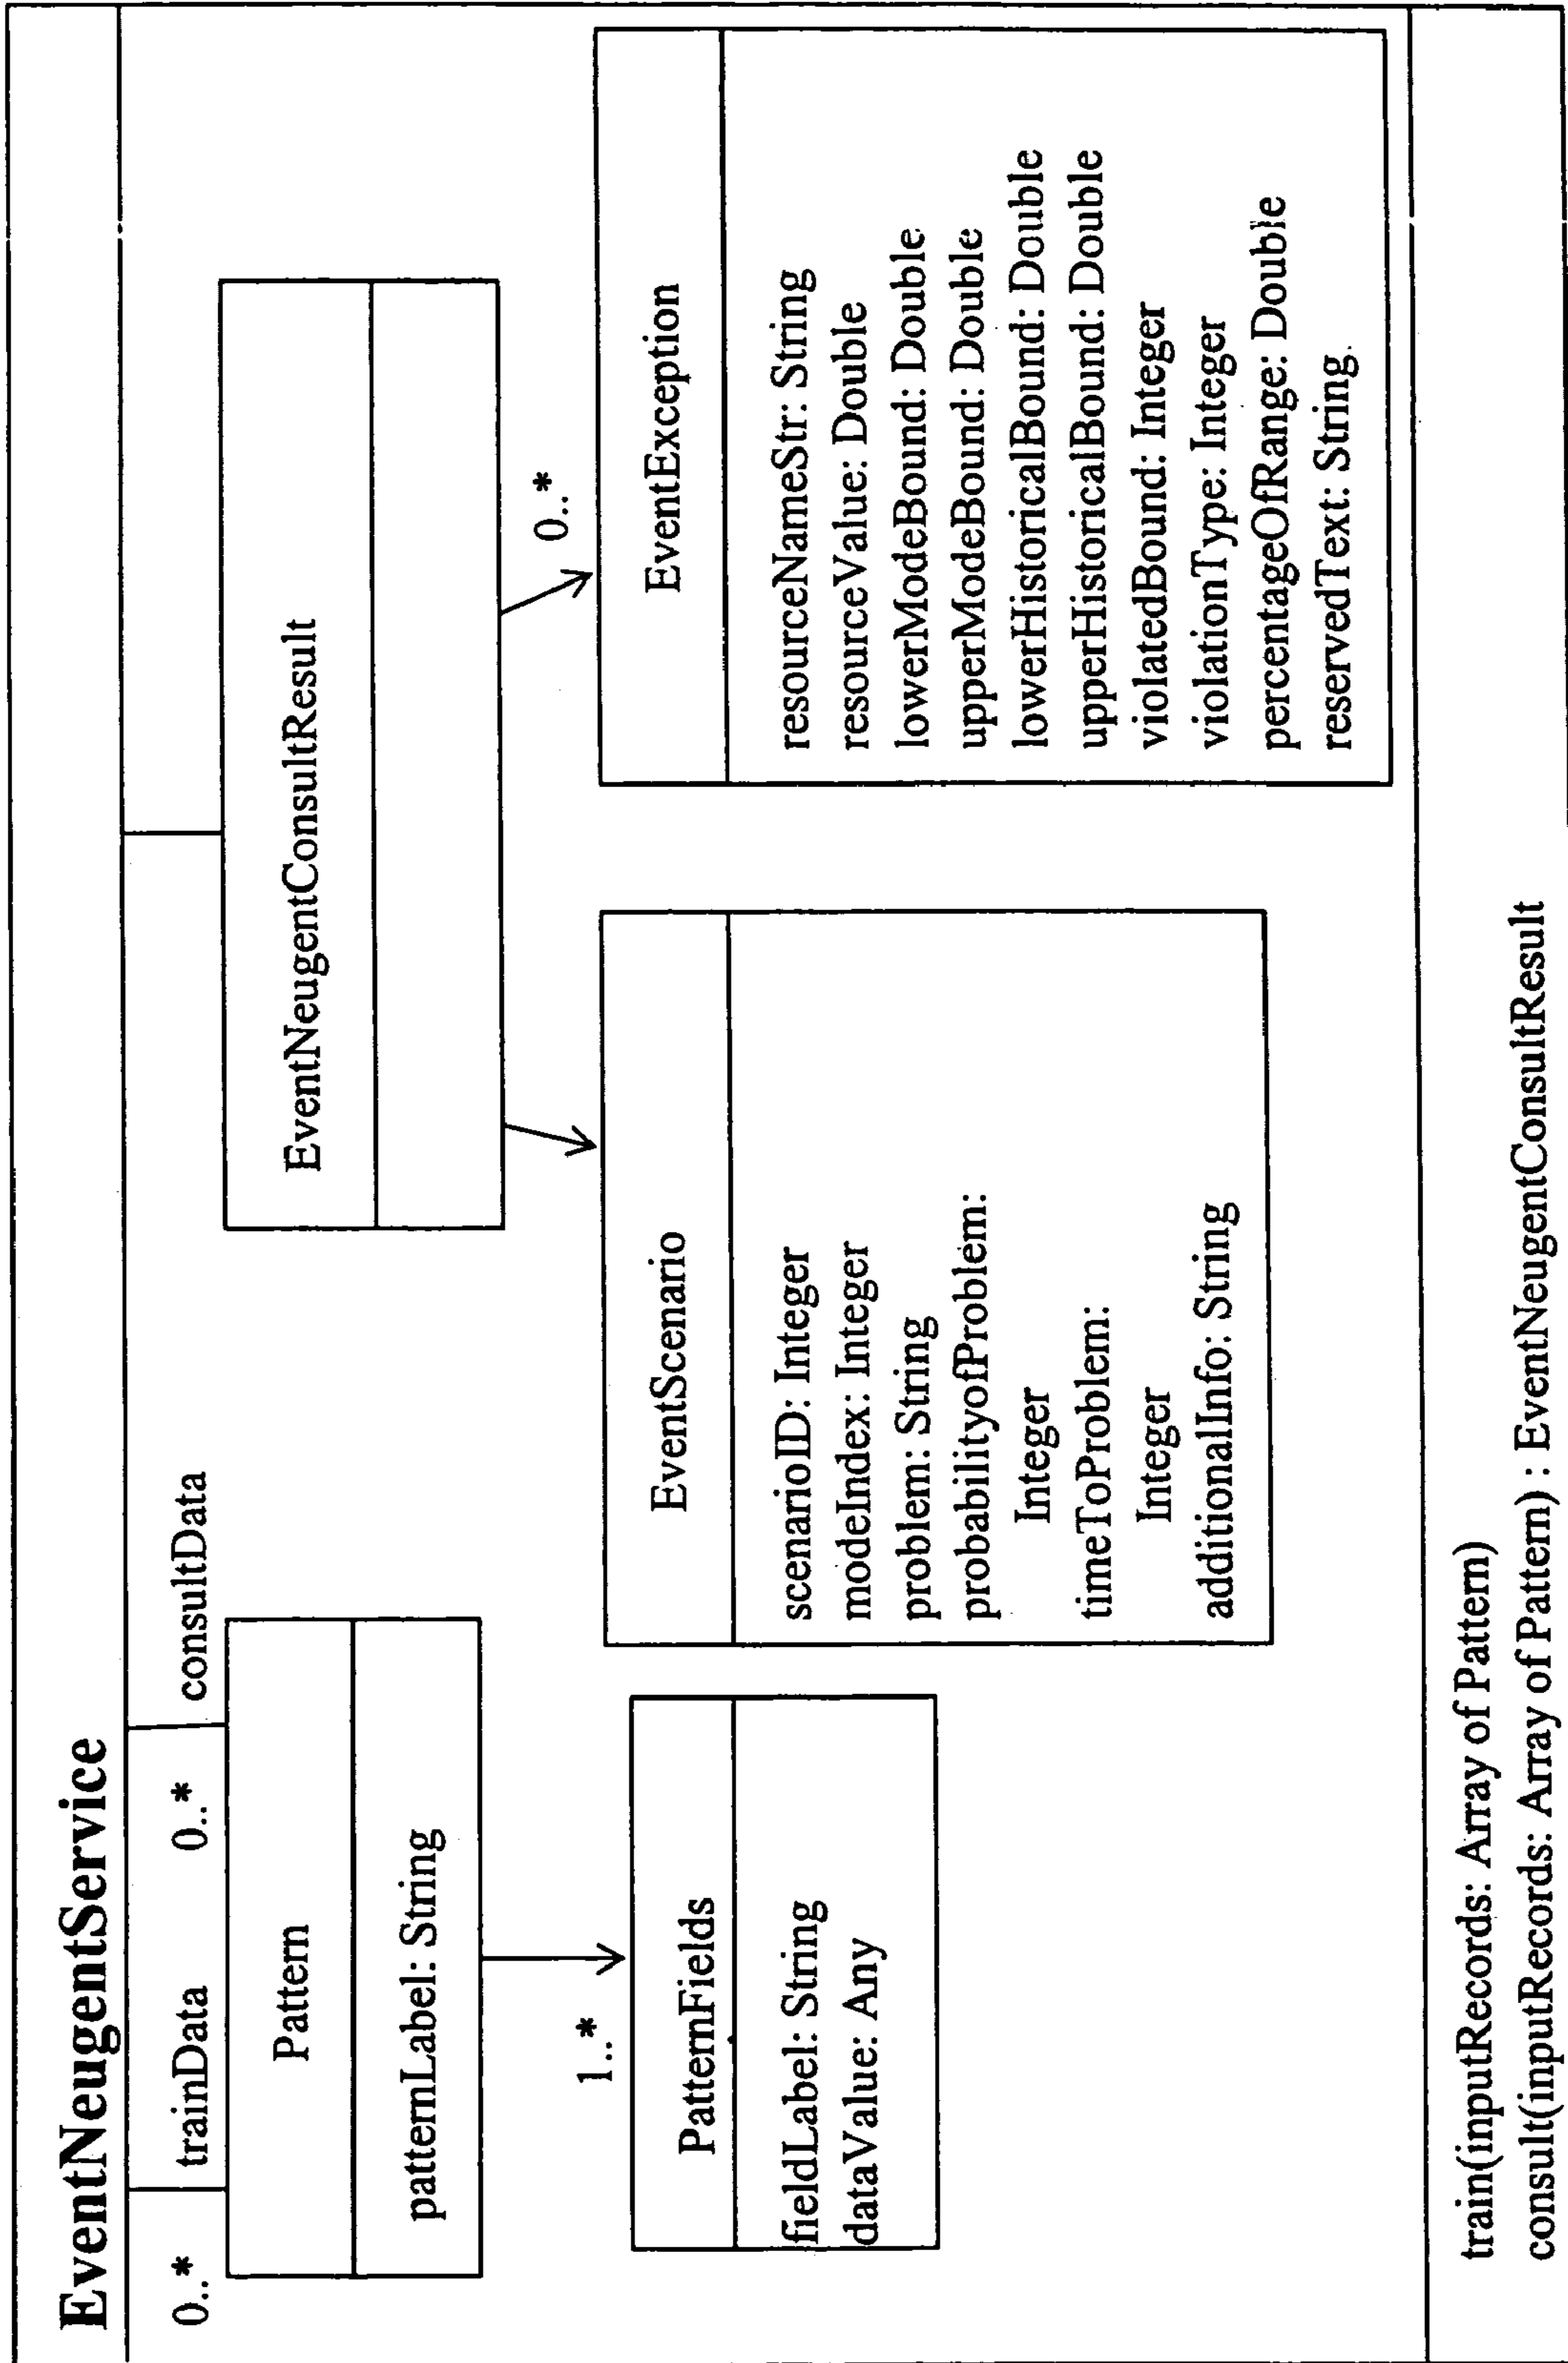 EventNeugentService
0..*
trainData
0..*
consultData
Pattern
patternLabel: String
1..*
PatternFields
fieldLabel: String
dataValue: Any
EventNeugentConsultResult
EventScenario
scenarioID: Integer
modeIndex: Integer
problem: String
probabilityofProblem:
Integer
timeToProblem:
Integer
additionalInfo: String
0..*
EventException
resourceNameStr: String
resourceValue: Double
lowerModeBound: Double
upperModeBound: Double
lowerHistoricalBound: Double
upperHistoricalBound: Double
violatedBound: Integer
violationType: Integer
percentageOfRange: Double
reservedText: String
train(inputRecords: Array of Pattern)
consult(inputRecords: Array of Pattern) : EventNeugentConsultResult